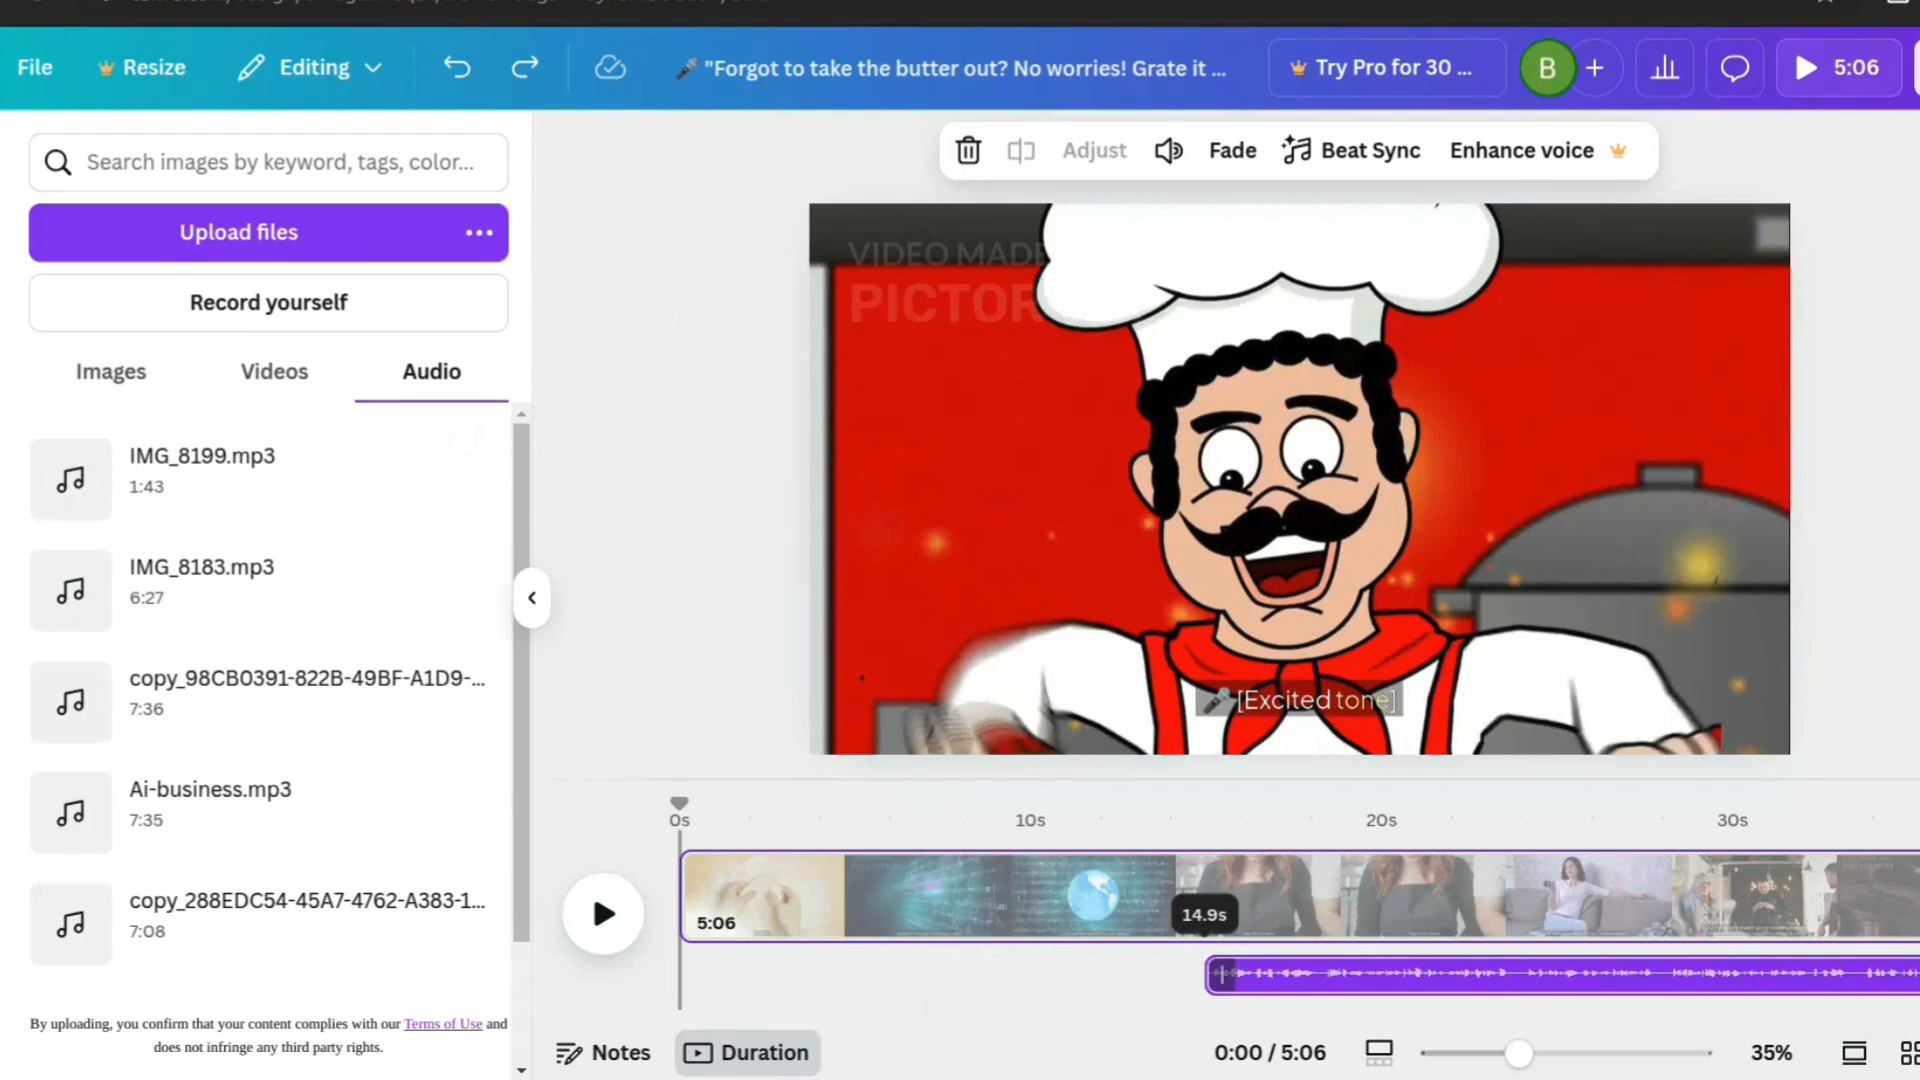 File
Resize
Editing
"Forgot to take the butter out? No worries! Grate it ...
Try Pro for 30 ...
B
5:06
Search images by keyword, tags, color...
Upload files
Record yourself
Images
Videos
Audio
IMG_8199.mp3
1:43
IMG_8183.mp3
6:27
copy_98CB0391-822B-49BF-A1D9-...
7:36
Ai-business.mp3
7:35
copy_288EDC54-45A7-4762-A383-1...
7:08
By uploading, you confirm that your content complies with our Terms of Use and
does not infringe any third party rights.
Adjust
Fade
Beat Sync
Enhance voice
VIDEO MADE
PICTOR
[Excited tone]
0s
10s
20s
30s
5:06
14.9s
Notes
Duration
0:00 / 5:06
35%